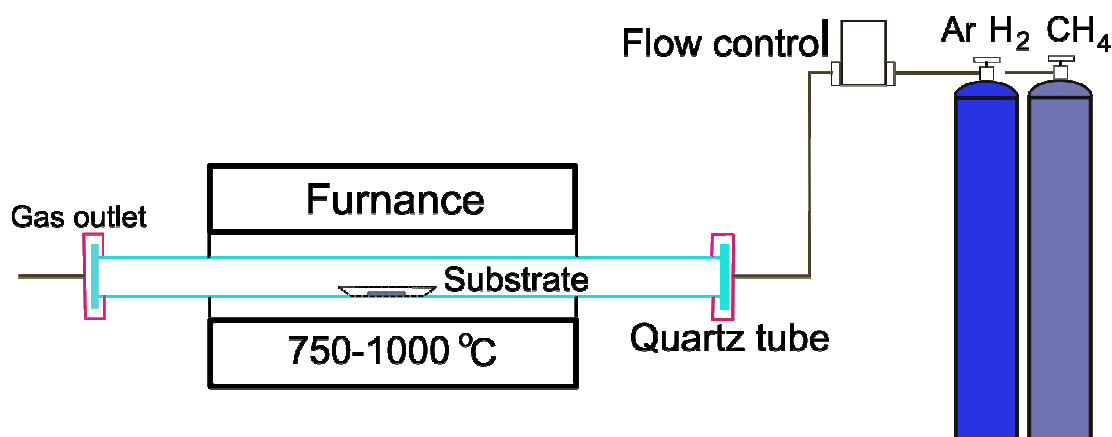 Flow control
Ar H₂ CH₄
Furnance
Gas outlet
Substrate
Quartz tube
750-1000 °C